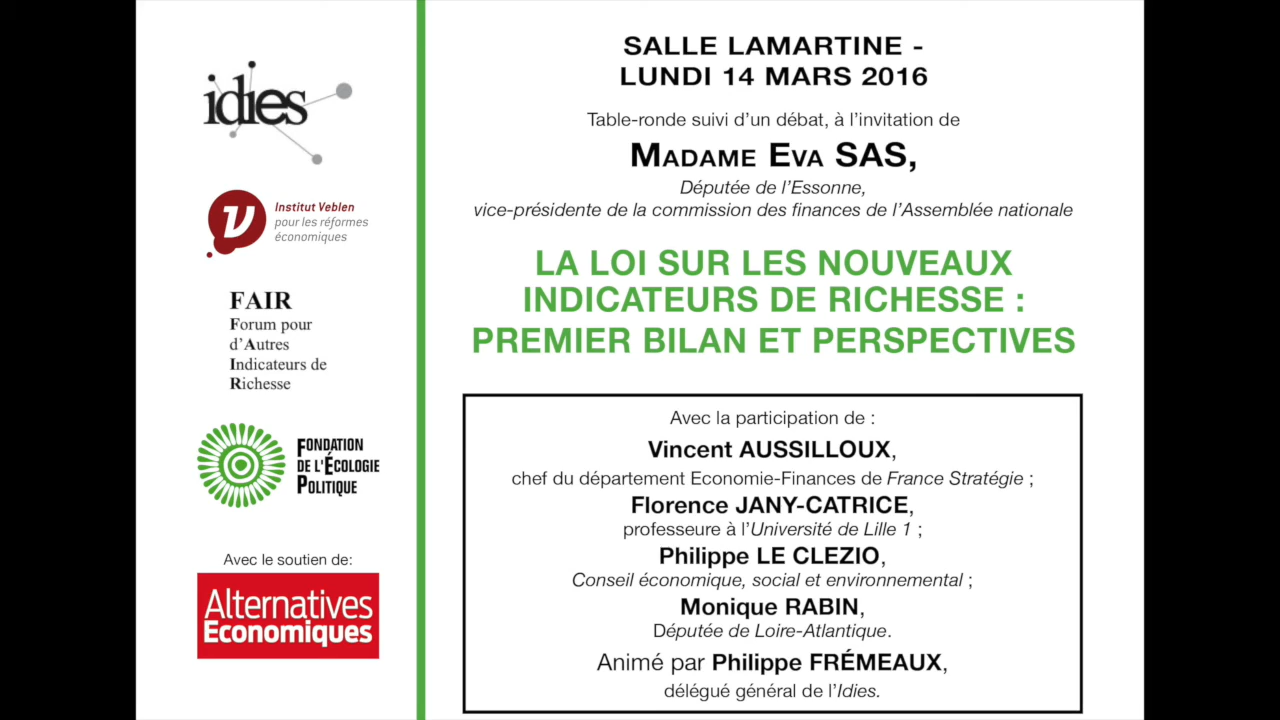 idies
Institut Veblen
pour les réformes
économiques
FAIR
Forum pour
d'Autres
Indicateurs de
Richesse
FONDATION
DE L'ÉCOLOGIE
POLITIQUE
Avec le soutien de:
Alternatives
Economiques
SALLE LAMARTINE -
LUNDI 14 MARS 2016
Table-ronde suivi d'un débat, à l'invitation de
MADAME EVA SAS,
Députée de l'Essonne,
vice-présidente de la commission des finances de l'Assemblée nationale
LA LOI SUR LES NOUVEAUX
INDICATEURS DE RICHESSE :
PREMIER BILAN ET PERSPECTIVES
Avec la participation de :
Vincent AUSSILLOUX,
chef du département Economie-Finances de France Stratégie ;
Florence JANY-CATRICE,
professeure à l'Université de Lille 1 ;
Philippe LE CLEZIO,
Conseil économique, social et environnemental ;
Monique RABIN,
Députée de Loire-Atlantique.
Animé par Philippe FRÉMEAUX,
délégué général de l'Idies.